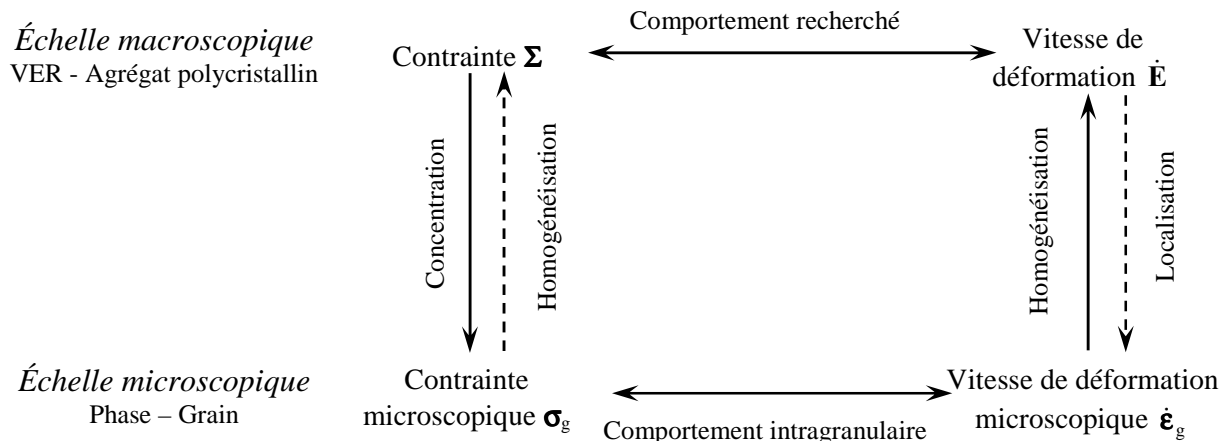 Comportement recherché
Échelle macroscopique
VER - Agrégat polycristallin
Contrainte Σ
Vitesse de
déformation Ė
Concentration
Homogénéisation
Homogénéisation
Localisation
Échelle microscopique
Phase – Grain
Contrainte
microscopique σg
Vitesse de déformation
microscopique ε̇g
Comportement intragranulaire